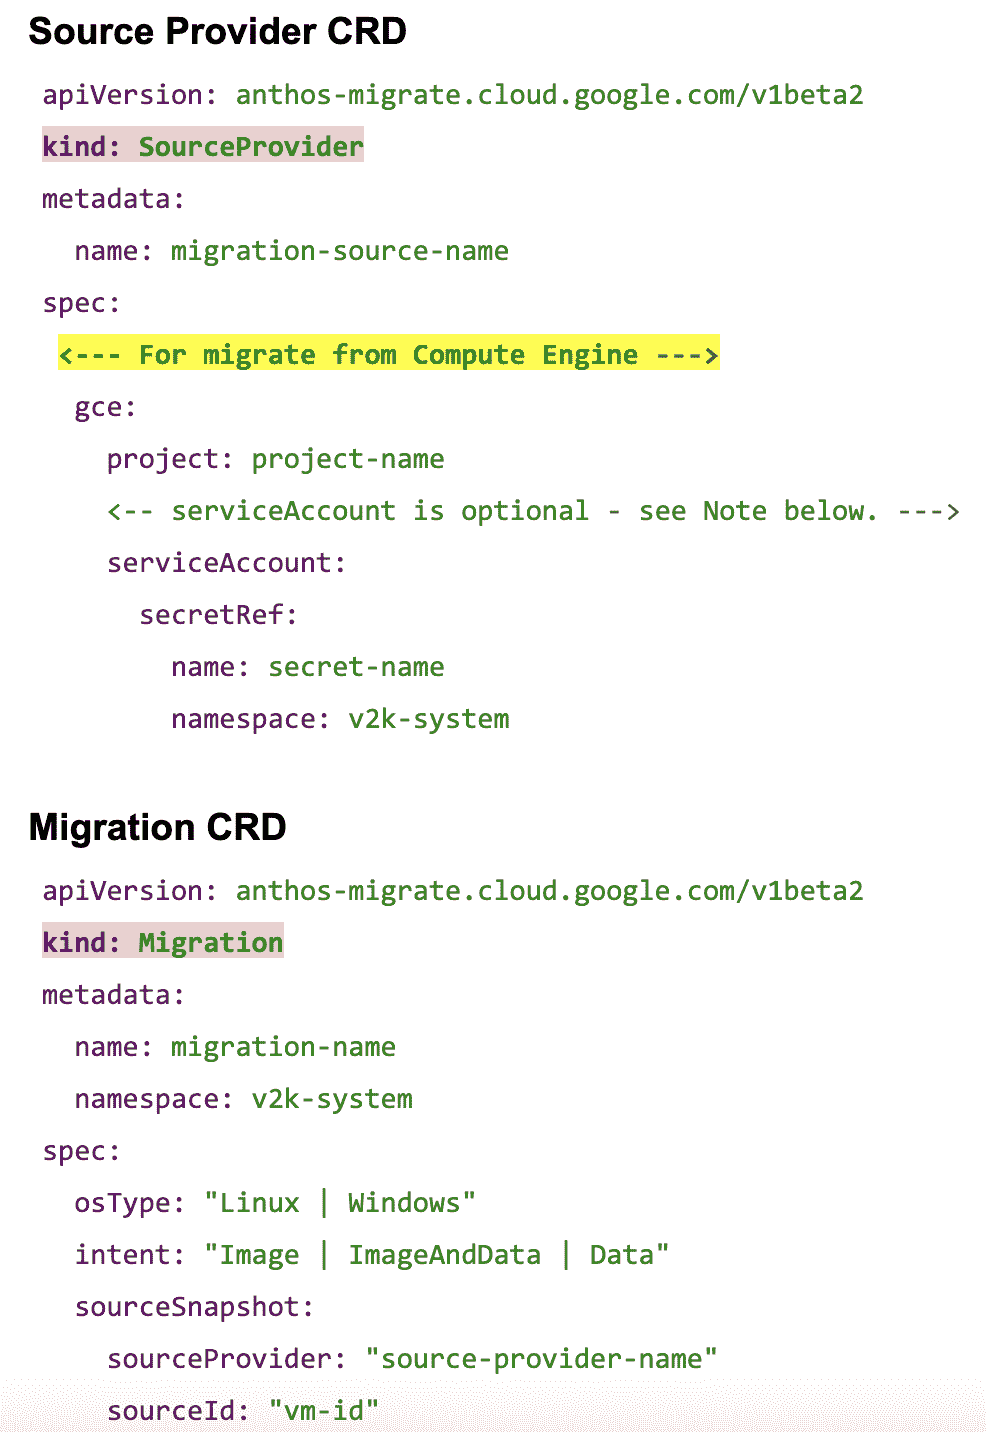 Source Provider CRD
apiVersion: anthos-migrate.cloud.google.com/v1beta2
kind: SourceProvider
metadata:
  name: migration-source-name
spec:
 <--- For migrate from Compute Engine --->
  gce:
    project: project-name
    <-- serviceAccount is optional - see Note below. --->
    serviceAccount:
      secretRef:
        name: secret-name
        namespace: v2k-system
Migration CRD
apiVersion: anthos-migrate.cloud.google.com/v1beta2
kind: Migration
metadata:
  name: migration-name
  namespace: v2k-system
spec:
  osType: "Linux | Windows"
  intent: "Image | ImageAndData | Data"
  sourceSnapshot:
    sourceProvider: "source-provider-name"
    sourceId: "vm-id"